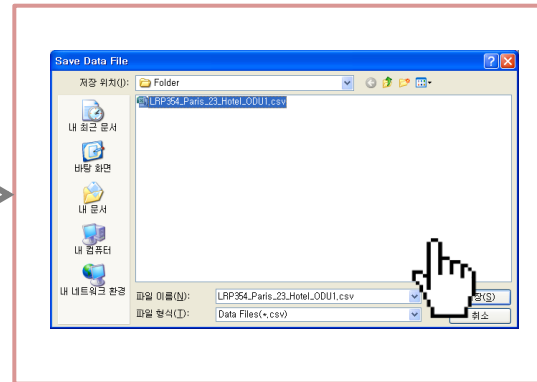 Save Data File
저장 위치(I):
Folder
LRP354_Paris_23_Hotel_ODU1.csv
내 최근 문서
바탕 화면
내 문서
내 컴퓨터
내 네트워크 환경
파일 이름(N):
LRP354_Paris_23_Hotel_ODU1.csv
파일 형식(T):
Data Files(*.csv)
(S)
취소